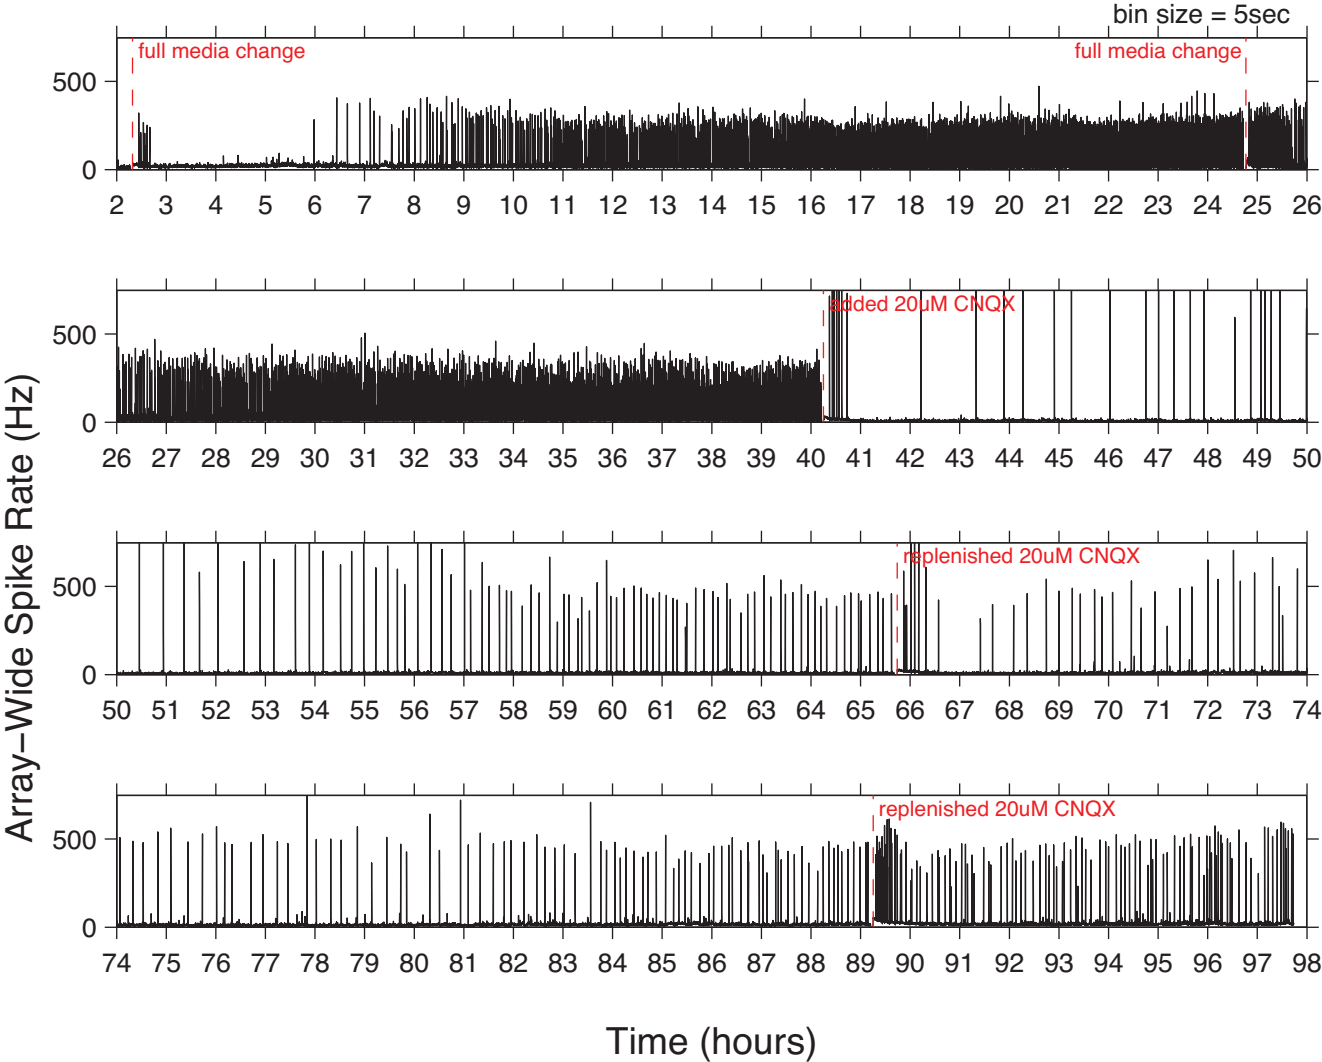 bin size = 5sec
full media change full media change
500
0
2 3 4 5 6 7 8 9 10 11 12 13 14 15 16 17 18 19 20 21 22 23 24 25 26
added 20uM CNQX
500
0
26 27 28 29 30 31 32 33 34 35 36 37 38 39 40 41 42 43 44 45 46 47 48 49 50
replenished 20uM CNQX
500
0
50 51 52 53 54 55 56 57 58 59 60 61 62 63 64 65 66 67 68 69 70 71 72 73 74
replenished 20uM CNQX
500
0
74 75 76 77 78 79 80 81 82 83 84 85 86 87 88 89 90 91 92 93 94 95 96 97 98
Array–Wide Spike Rate (Hz)
Time (hours)